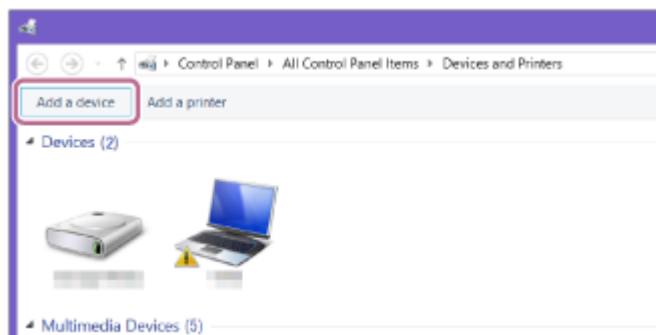 Control Panel ▸ All Control Panel Items ▸ Devices and Printers
Add a device Add a printer
Devices (2)
Multimedia Devices (5)